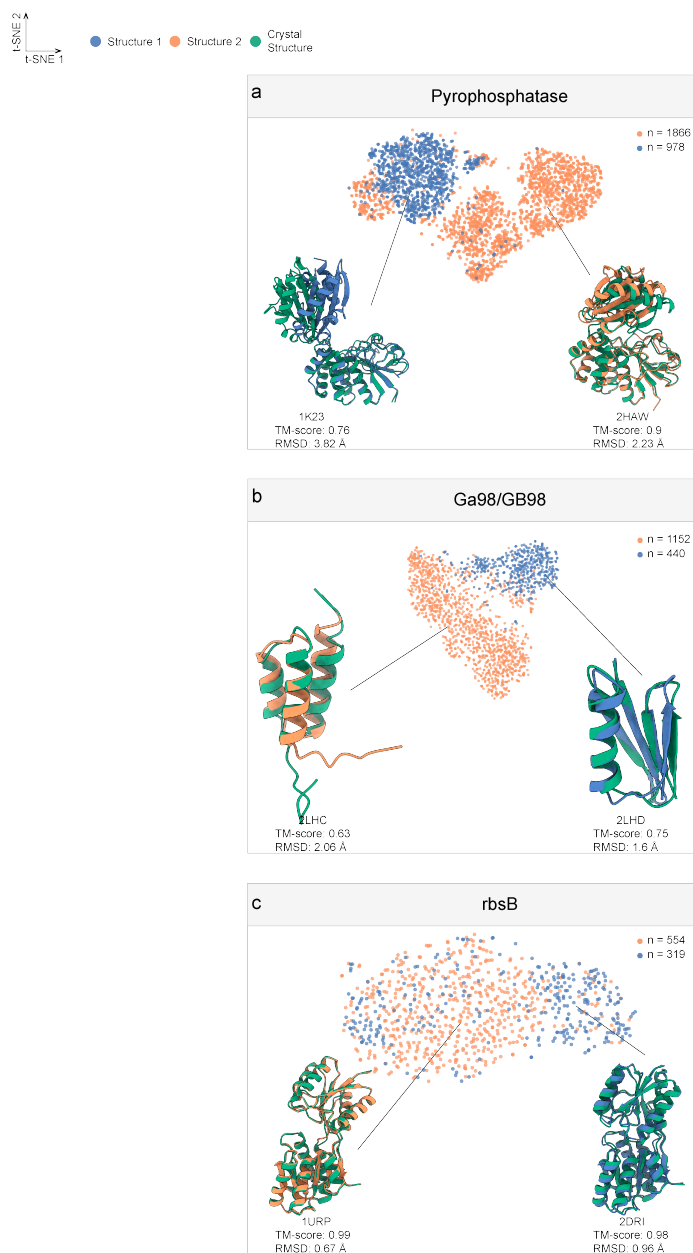 t-SNE 2
t-SNE 1
Structure 1
Structure 2
Crystal
Structure
a
Pyrophosphatase
n = 1866
n = 978
1K23
TM-score: 0.76
RMSD: 3.82 Å
2HAW
TM-score: 0.9
RMSD: 2.23 Å
b
Ga98/GB98
n = 1152
n = 440
2LHC
TM-score: 0.63
RMSD: 2.06 Å
2LHD
TM-score: 0.75
RMSD: 1.6 Å
c
rbsB
n = 554
n = 319
1URP
TM-score: 0.99
RMSD: 0.67 Å
2DRI
TM-score: 0.98
RMSD: 0.96 Å